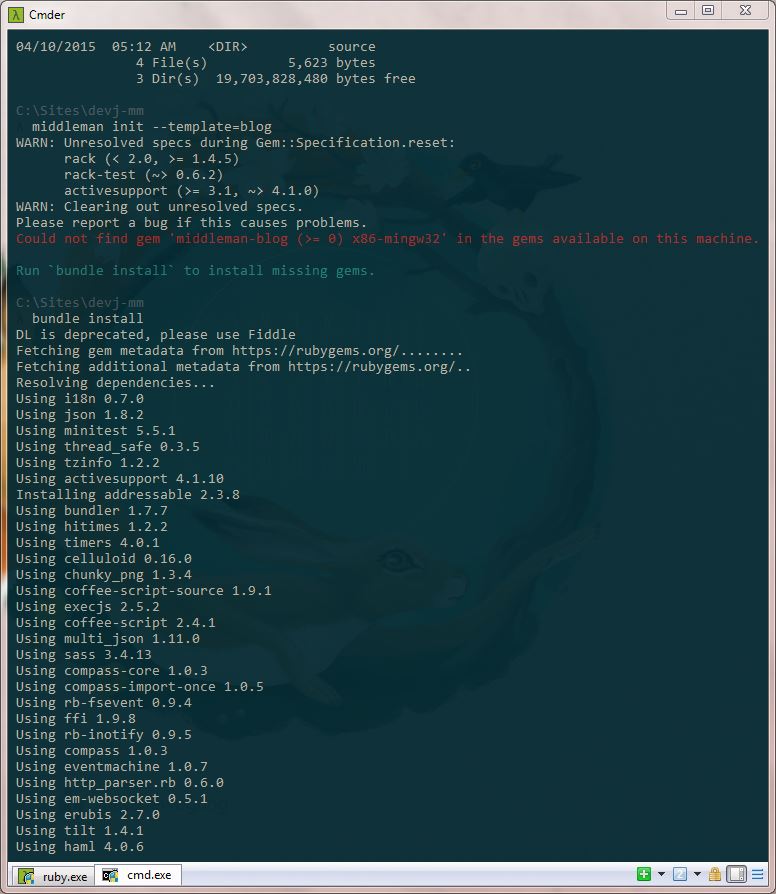 Cmder
04/10/2015  05:12 AM    <DIR>          source
               4 File(s)          5,623 bytes
               3 Dir(s)  19,703,828,480 bytes free
C:\Sites\devj-mm
middleman init --template=blog
WARN: Unresolved specs during Gem::Specification.reset:
      rack (< 2.0, >= 1.4.5)
      rack-test (~> 0.6.2)
      activesupport (>= 3.1, ~> 4.1.0)
WARN: Clearing out unresolved specs.
Please report a bug if this causes problems.
Could not find gem 'middleman-blog (>= 0) x86-mingw32' in the gems available on this machine.
Run `bundle install` to install missing gems.
C:\Sites\devj-mm
bundle install
DL is deprecated, please use Fiddle
Fetching gem metadata from https://rubygems.org/........
Fetching additional metadata from https://rubygems.org/..
Resolving dependencies...
Using i18n 0.7.0
Using json 1.8.2
Using minitest 5.5.1
Using thread_safe 0.3.5
Using tzinfo 1.2.2
Using activesupport 4.1.10
Installing addressable 2.3.8
Using bundler 1.7.7
Using hitimes 1.2.2
Using timers 4.0.1
Using celluloid 0.16.0
Using chunky_png 1.3.4
Using coffee-script-source 1.9.1
Using execjs 2.5.2
Using coffee-script 2.4.1
Using multi_json 1.11.0
Using sass 3.4.13
Using compass-core 1.0.3
Using compass-import-once 1.0.5
Using rb-fsevent 0.9.4
Using ffi 1.9.8
Using rb-inotify 0.9.5
Using compass 1.0.3
Using eventmachine 1.0.7
Using http_parser.rb 0.6.0
Using em-websocket 0.5.1
Using erubis 2.7.0
Using tilt 1.4.1
Using haml 4.0.6
ruby.exe
cmd.exe